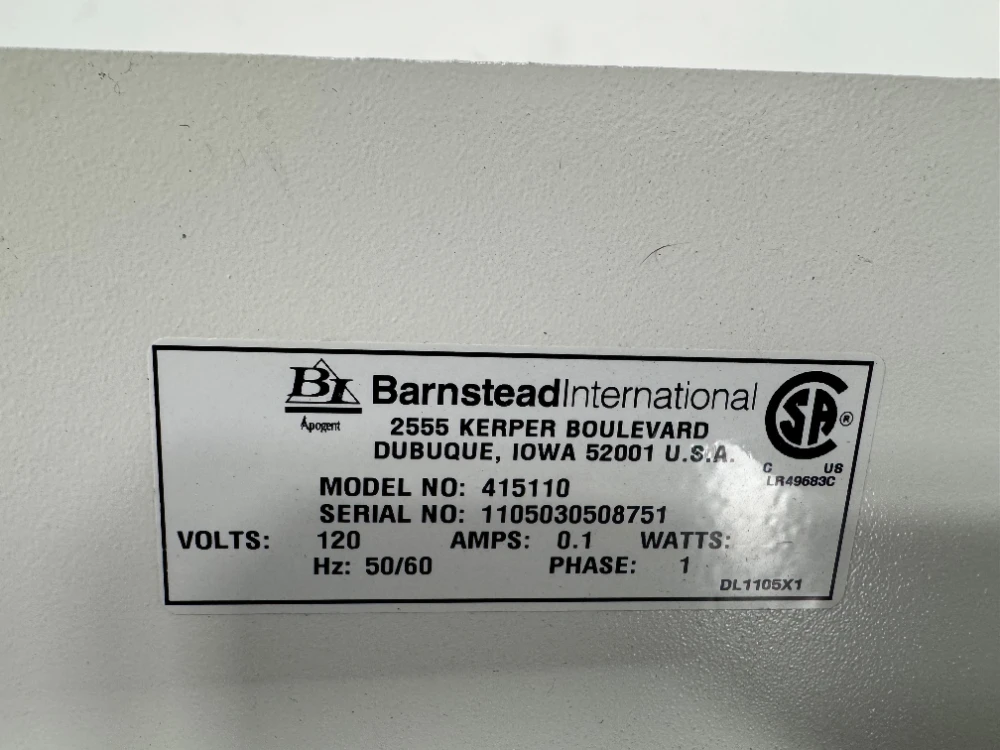 BI BarnsteadInternational
Apogent
2555 KERPER BOULEVARD
DUBUQUE, IOWA 52001 U.S.A.
SA ®
C US
LR49683C
MODEL NO: 415110
SERIAL NO: 1105030508751
VOLTS: 120 AMPS: 0.1 WATTS:
Hz: 50/60 PHASE: 1
DL1105X1